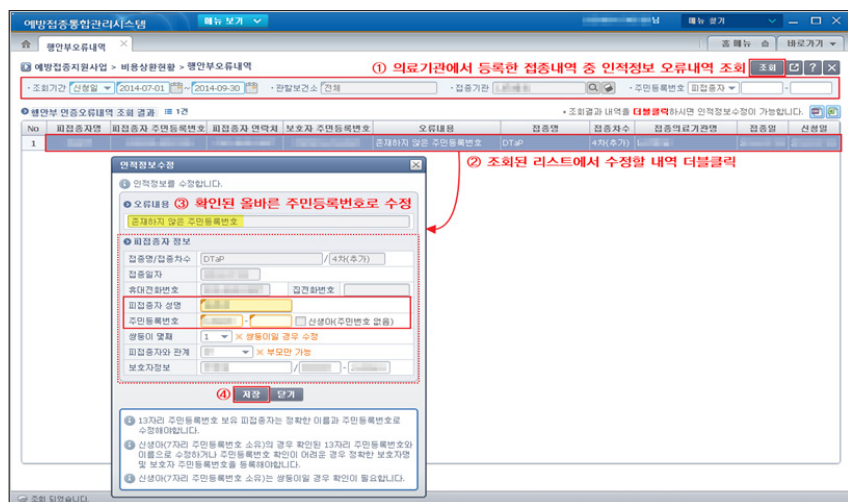 예방접종통합관리시스템 메뉴 보기 님 메뉴 찾기
행안부오류내역 홈 메뉴 바로가기
예방접종지원사업 > 비용상환현황 > 행안부오류내역 ① 의료기관에서 등록한 접종내역 중 인적정보 오류내역 조회 조회
조회기간 신청일 2014-07-01 ~ 2014-09-30 관할보건소 전체 접종기관 주민등록번호 피접종자 -
행안부 인증오류내역 조회 결과 1건 조회결과 내역을 더블클릭하시면 인적정보수정이 가능합니다.
No 피접종자명 피접종자 주민등록번호 피접종자 연락처 보호자 주민등록번호 오류내용 접종명 접종차수 접종의료기관명 접종일 신청일
1 존재하지 않은 주민등록번호 DTaP 4차(추가)
② 조회된 리스트에서 수정할 내역 더블클릭
인적정보수정
인적정보를 수정합니다.
오류내용 ③ 확인된 올바른 주민등록번호로 수정
존재하지 않은 주민등록번호
피접종자 정보
접종명/접종차수 DTaP / 4차(추가)
접종일자
휴대전화번호 집전화번호
피접종자 성명
주민등록번호 - 신생아(주민번호 없음)
쌍둥이 몇째 1 ※ 쌍둥이일 경우 수정
피접종자와 관계 ※ 부모만 가능
보호자정보 / -
④ 저장 닫기
13자리 주민등록번호 보유 피접종자는 정확한 이름과 주민등록번호로
수정해야합니다.
신생아(7자리 주민등록번호 소유)의 경우 확인된 13자리 주민등록번호와
이름으로 수정하거나 주민등록번호 확인이 어려운 경우 정확한 보호자명
및 보호자 주민등록번호를 등록해야합니다.
신생아(7자리 주민등록번호 소유)는 쌍둥이일 경우 확인이 필요합니다.
조회 되었습니다.